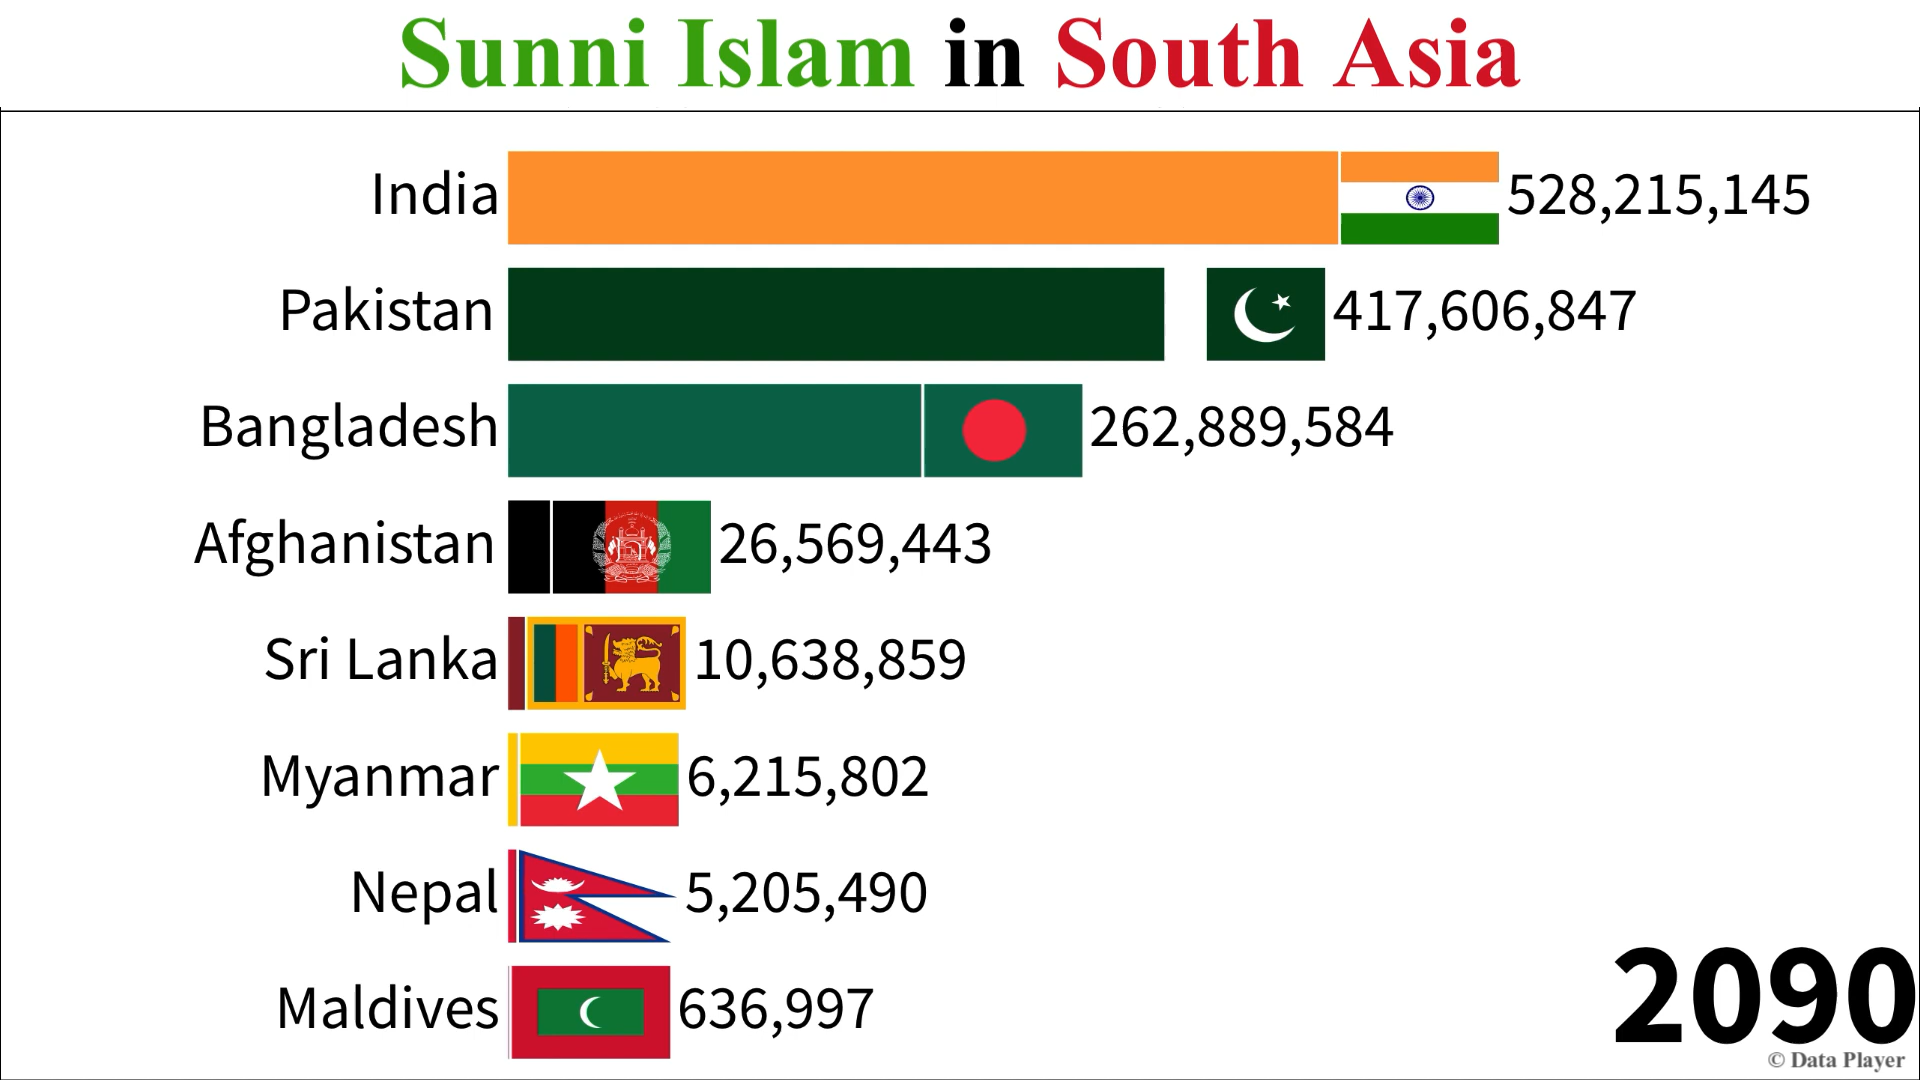 Sunni Islam in South Asia
India 528,215,145
Pakistan 417,606,847
Bangladesh 262,889,584
Afghanistan 26,569,443
Sri Lanka 10,638,859
Myanmar 6,215,802
Nepal 5,205,490
Maldives 636,997
2090
© Data Player